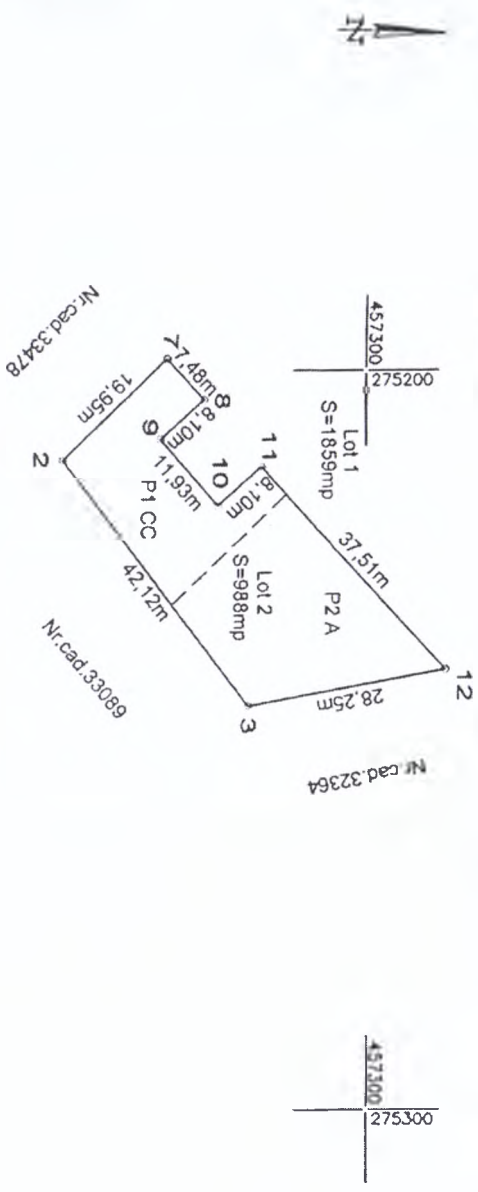 N
457300
275200
Lot 1
S=1859mp
Nr.cad.33478
7
7,48m
8
8,10m
9
11,93m
10
11
8,10m
19,95m
2
P1 CC
37,51m
P2 A
Lot 2
S=988mp
42,12m
12
28,25m
3
Nr.cad.33089
Nr.cad.32364
457300
275300